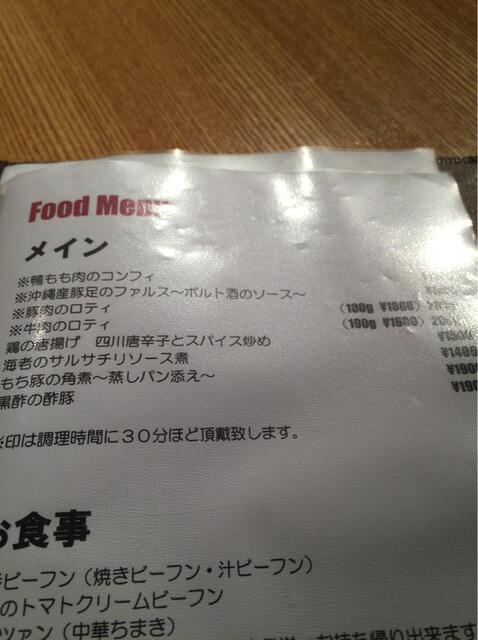 Food Menu
メイン
※鴨もも肉のコンフィ
※沖縄産豚足のファルス～ポルト酒のソース～
※豚肉のロティ (100g ¥1000)
※牛肉のロティ (100g ¥1600)
鶏の唐揚げ 四川唐辛子とスパイス炒め
海老のサルサチリソース煮 ¥1400
もち豚の角煮～蒸しパン添え～ ¥1900
黒酢の酢豚 ¥190
※印は調理時間に３０分ほど頂戴致します。
お食事
ビーフン（焼きビーフン・汁ビーフン）
のトマトクリームビーフン
ツァン（中華ちまき）